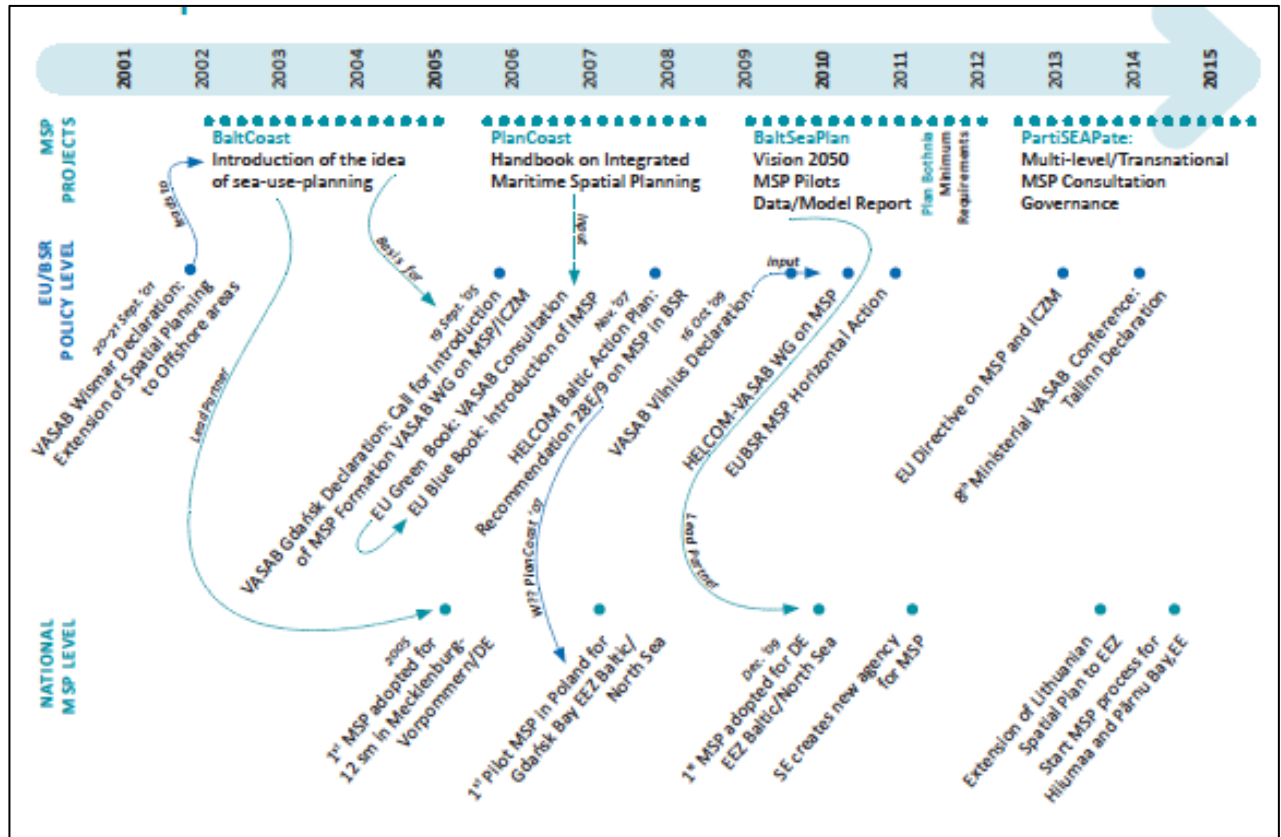 2001
2002
2003
2004
2005
2006
2007
2008
2009
2010
2011
2012
2013
2014
2015
MSP
PROJECTS
BaltCoast
Introduction of the idea
of sea-use-planning
PlanCoast
Handbook on Integrated
Maritime Spatial Planning
BaltSeaPlan
Vision 2050
MSP Pilots
Data/Model Report
Plan Bothnia
Minimum
Requirements
PartiSEAPate:
Multi-level/Transnational
MSP Consultation
Governance
EU/BSR
POLICY LEVEL
leads to
Basis for
Input
Input
20-21 Sept. '01
VASAB Wismar Declaration:
Extension of Spatial Planning
to Offshore areas
Lead Partner
19 Sept. '05
VASAB Gdańsk Declaration: Call for Introduction
of MSP Formation VASAB WG on MSP/ICZM
EU Green Book: VASAB Consultation
EU Blue Book: Introduction of IMSP
Nov. '07
HELCOM Baltic Action Plan:
Recommendation 28E/9 on MSP in BSR
W?? PlanCoast '07
16 Oct '09
VASAB Vilnius Declaration
HELCOM-VASAB WG on MSP
EUBSR MSP Horizontal Action
Lead Partner
EU Directive on MSP and ICZM
8th Ministerial VASAB Conference:
Tallinn Declaration
NATIONAL
MSP LEVEL
2005
1st MSP adopted for
12 sm in Mecklenburg-
Vorpommern/DE
1st Pilot MSP in Poland for
Gdańsk Bay EEZ Baltic/
North Sea
Dec. '09
1st MSP adopted for DE
EEZ Baltic/North Sea
SE creates new agency
for MSP
Extension of Lithuanian
Spatial Plan to EEZ
Start MSP process for
Hiiumaa and Pärnu Bay,EE